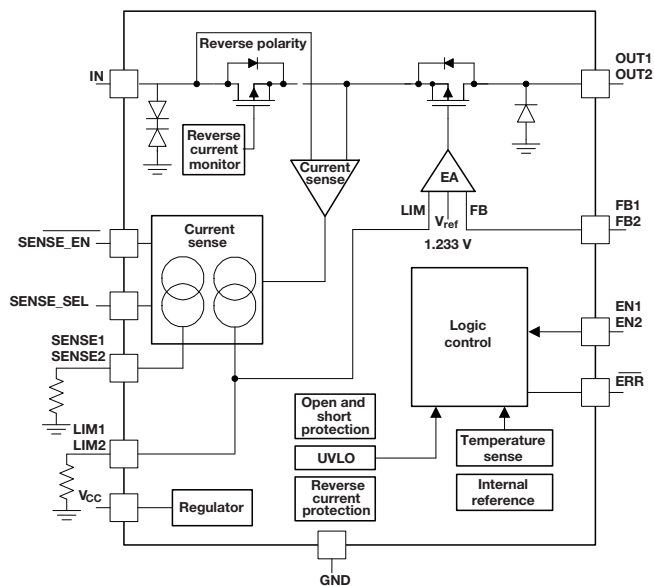 Reverse polarity
IN
OUT1
OUT2
Reverse
current
monitor
Current
sense
EA
LIM
Vref
FB
1.233 V
FB1
FB2
SENSE_EN
Current
sense
SENSE_SEL
SENSE1
SENSE2
Logic
control
EN1
EN2
ERR
LIM1
LIM2
Open and
short
protection
UVLO
Temperature
sense
Reverse
current
protection
Internal
reference
VCC
Regulator
GND